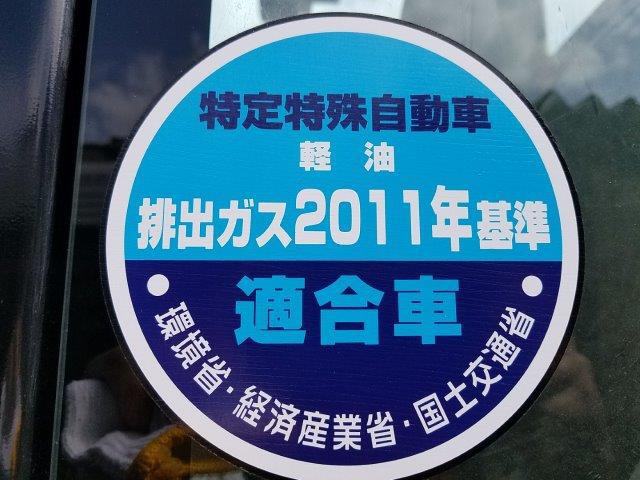 特定特殊自動車
軽油
排出ガス2011年基準
適合車
環境省・経済産業省・国土交通省